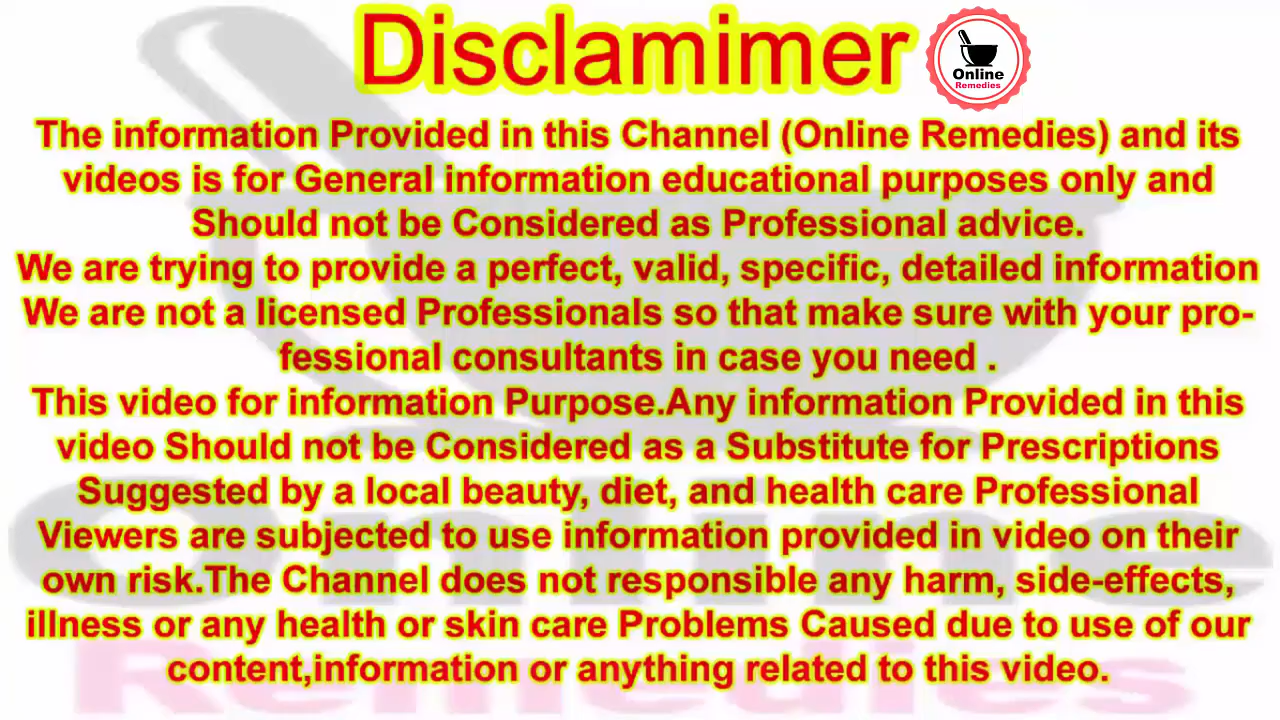 Disclamimer
Online
Remedies
The information Provided in this Channel (Online Remedies) and its
videos is for General information educational purposes only and
Should not be Considered as Professional advice.
We are trying to provide a perfect, valid, specific, detailed information
We are not a licensed Professionals so that make sure with your pro-
fessional consultants in case you need .
This video for information Purpose.Any information Provided in this
video Should not be Considered as a Substitute for Prescriptions
Suggested by a local beauty, diet, and health care Professional
Viewers are subjected to use information provided in video on their
own risk.The Channel does not responsible any harm, side-effects,
illness or any health or skin care Problems Caused due to use of our
content,information or anything related to this video.
Online
Remedies